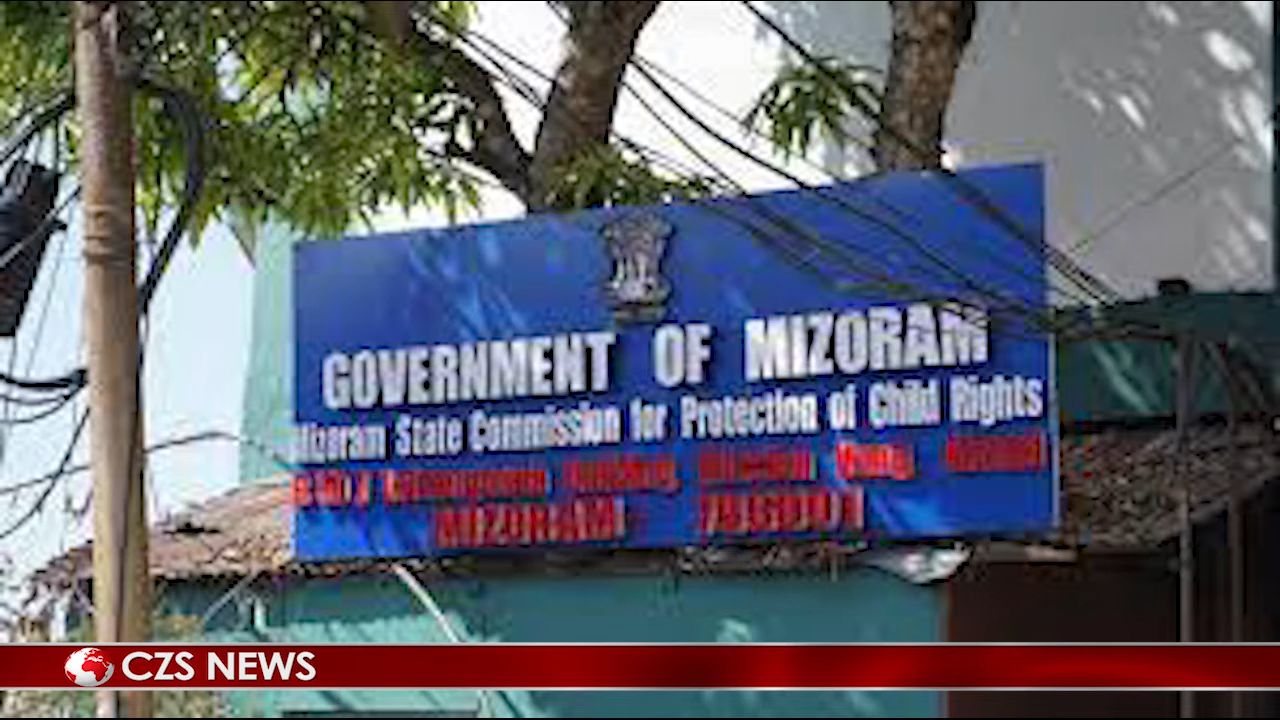 GOVERNMENT OF MIZORAM
Mizoram State Commission for Protection of Child Rights
MIZORAM
CZS NEWS